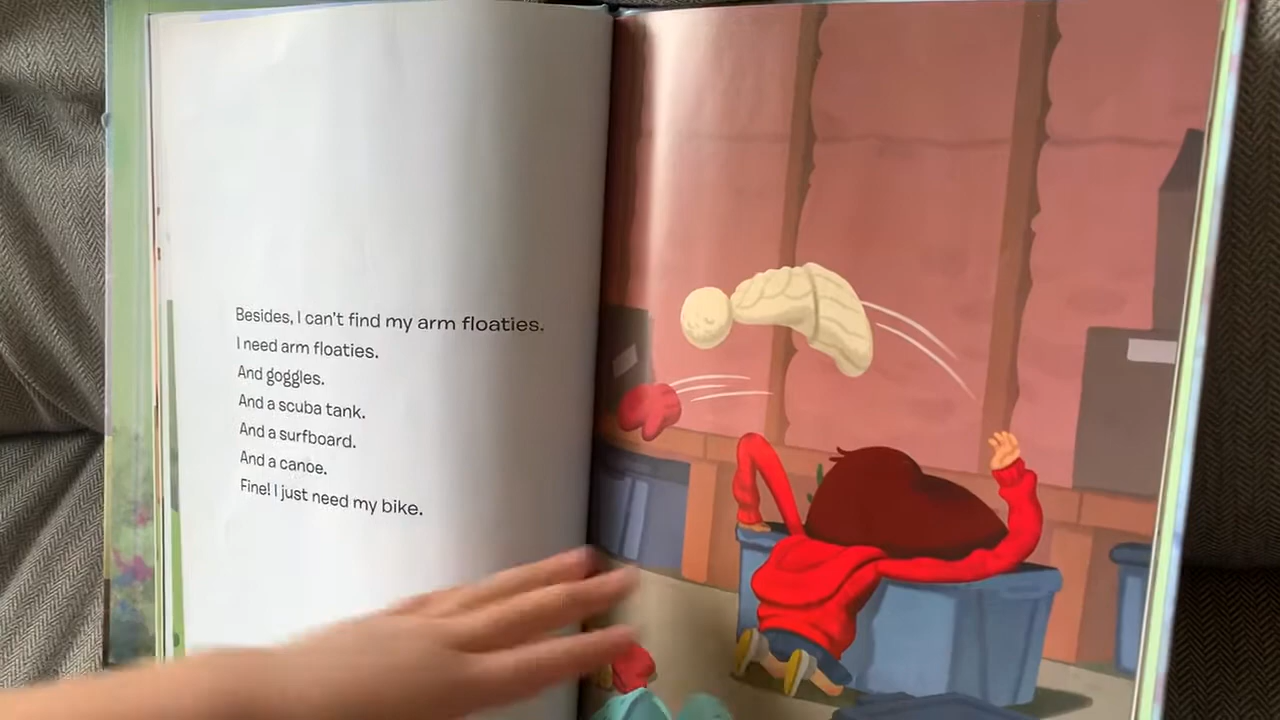 Besides, I can't find my arm floaties.
I need arm floaties.
And goggles.
And a scuba tank.
And a surfboard.
And a canoe.
Fine! I just need my bike.